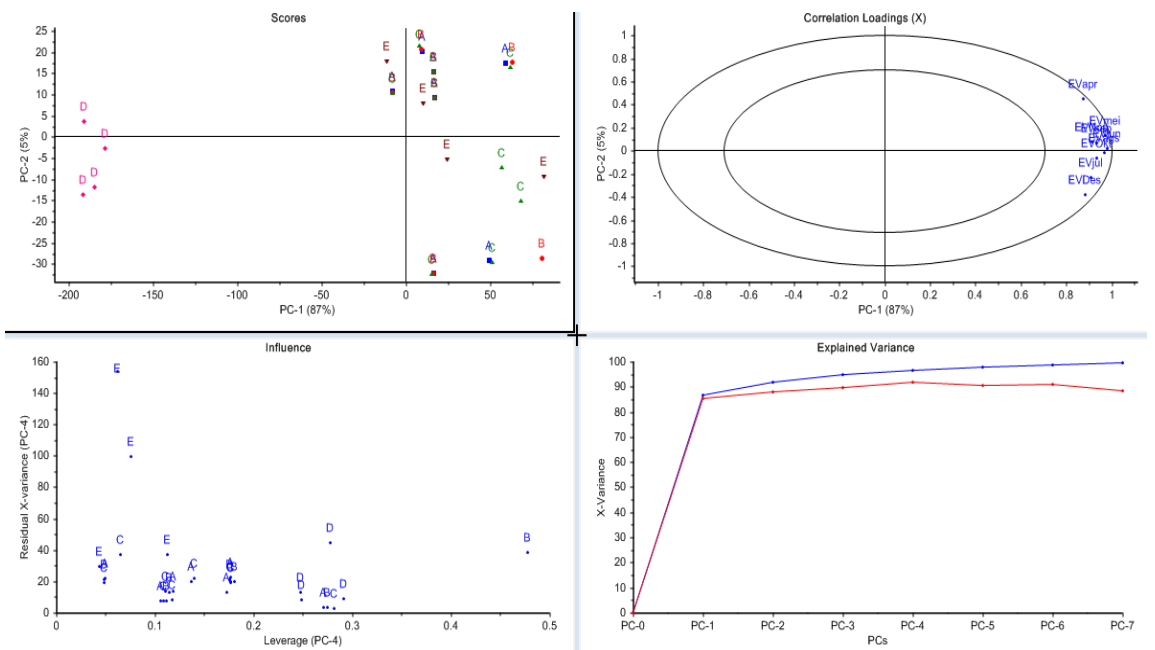 Scores
25
20
15
10
5
0
-5
-10
-15
-20
-25
-30
PC-2 (5%)
E
A
B
A
B
C
E
D
D
D
D
E
C
E
C
A
C
B
-200
-150
-100
-50
0
50
PC-1 (87%)
Correlation Loadings (X)
1
0.8
0.6
0.4
0.2
0
-0.2
-0.4
-0.6
-0.8
-1
PC-2 (5%)
EVapr
EVmei
EVjul
EVDes
-1
-0.8
-0.6
-0.4
-0.2
0
0.2
0.4
0.6
0.8
1
PC-1 (87%)
Influence
160
140
120
100
80
60
40
20
0
Residual X-variance (PC-4)
E
E
D
B
C
E
E
A
C
D
D
D
A
B
C
0
0.1
0.2
0.3
0.4
0.5
Leverage (PC-4)
Explained Variance
100
90
80
70
60
50
40
30
20
10
0
X-Variance
PC-0
PC-1
PC-2
PC-3
PC-4
PC-5
PC-6
PC-7
PCs